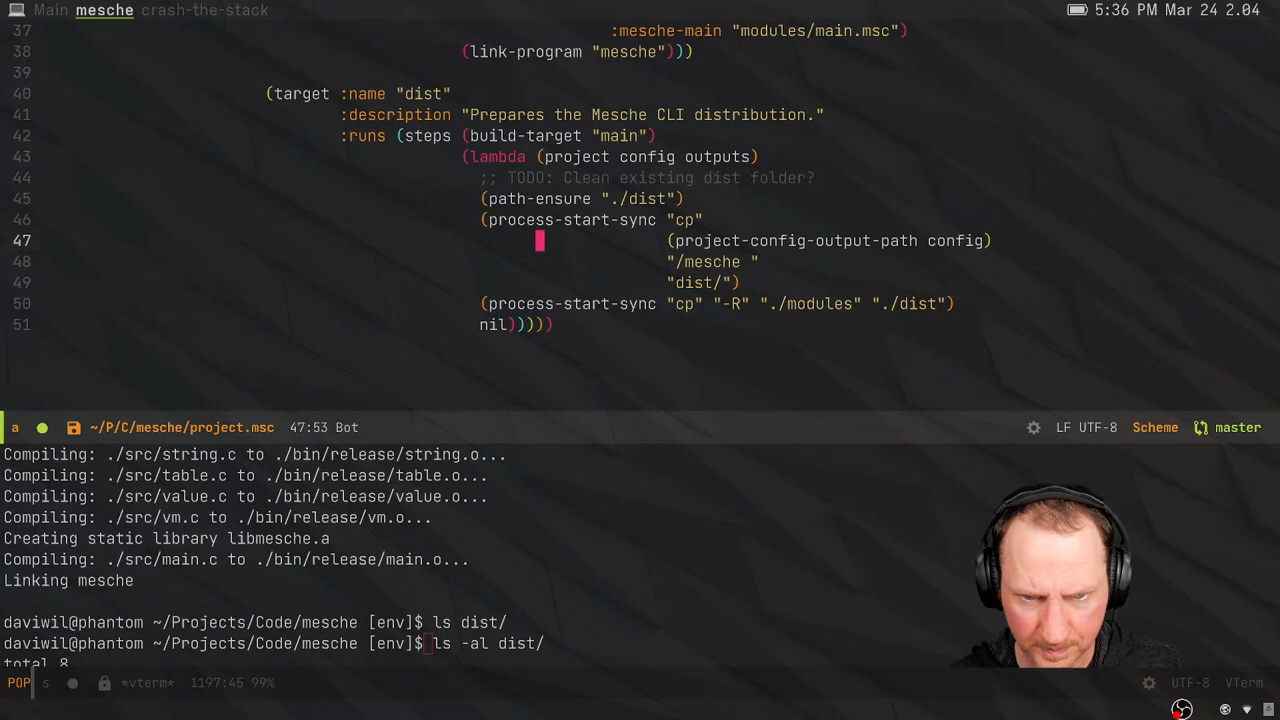 Main mesche crash-the-stack
5:36 PM Mar 24 2.04
37 :mesche-main "modules/main.msc")
38 (link-program "mesche")))
39
40 (target :name "dist"
41 :description "Prepares the Mesche CLI distribution."
42 :runs (steps (build-target "main")
43 (lambda (project config outputs)
44 ;; TODO: Clean existing dist folder?
45 (path-ensure "./dist")
46 (process-start-sync "cp"
47 (project-config-output-path config)
48 "/mesche "
49 "dist/")
50 (process-start-sync "cp" "-R" "./modules" "./dist")
51 nil)))))
a ~/P/C/mesche/project.msc 47:53 Bot LF UTF-8 Scheme master
Compiling: ./src/string.c to ./bin/release/string.o...
Compiling: ./src/table.c to ./bin/release/table.o...
Compiling: ./src/value.c to ./bin/release/value.o...
Compiling: ./src/vm.c to ./bin/release/vm.o...
Creating static library libmesche.a
Compiling: ./src/main.c to ./bin/release/main.o...
Linking mesche
daviwil@phantom ~/Projects/Code/mesche [env]$ ls dist/
daviwil@phantom ~/Projects/Code/mesche [env]$ ls -al dist/
total 8
POP s *vterm* 1197:45 99% UTF-8 VTerm